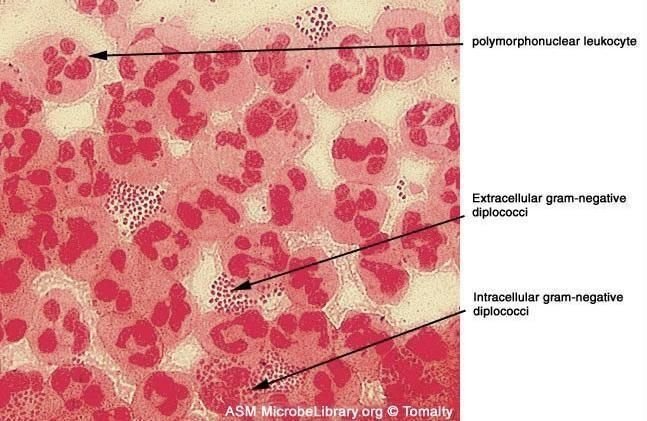 polymorphonuclear leukocyte
Extracellular gram-negative
diplococci
Intracellular gram-negative
diplococci
ASM MicrobeLibrary.org © Tomalty